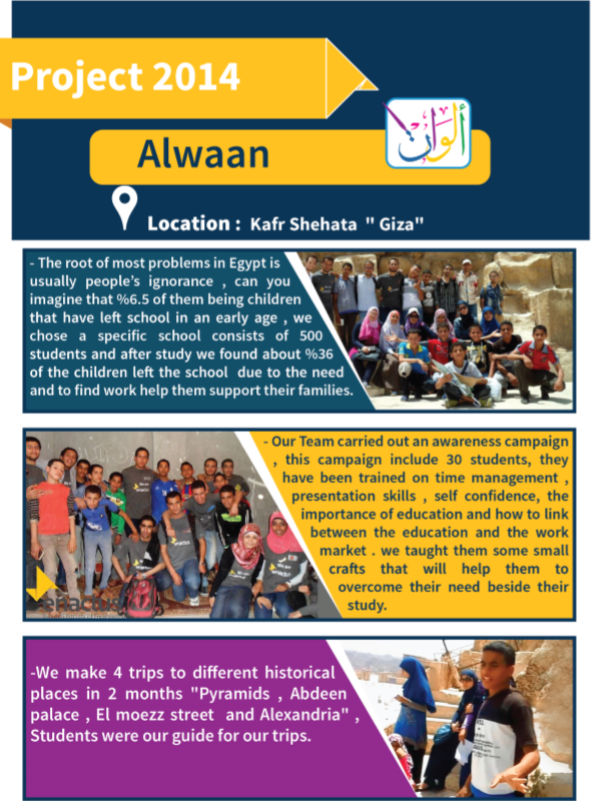 Project 2014
Alwaan
ألوان
Location : Kafr Shehata " Giza"
- The root of most problems in Egypt is
usually people's ignorance , can you
imagine that %6.5 of them being children
that have left school in an early age , we
chose a specific school consists of 500
students and after study we found about %36
of the children left the school due to the need
and to find work help them support their families.
- Our Team carried out an awareness campaign
, this campaign include 30 students, they
have been trained on time management ,
presentation skills , self confidence, the
importance of education and how to link
between the education and the work
market . we taught them some small
crafts that will help them to
overcome their need beside their
study.
enactus
-We make 4 trips to different historical
places in 2 months "Pyramids , Abdeen
palace , El moezz street and Alexandria" ,
Students were our guide for our trips.